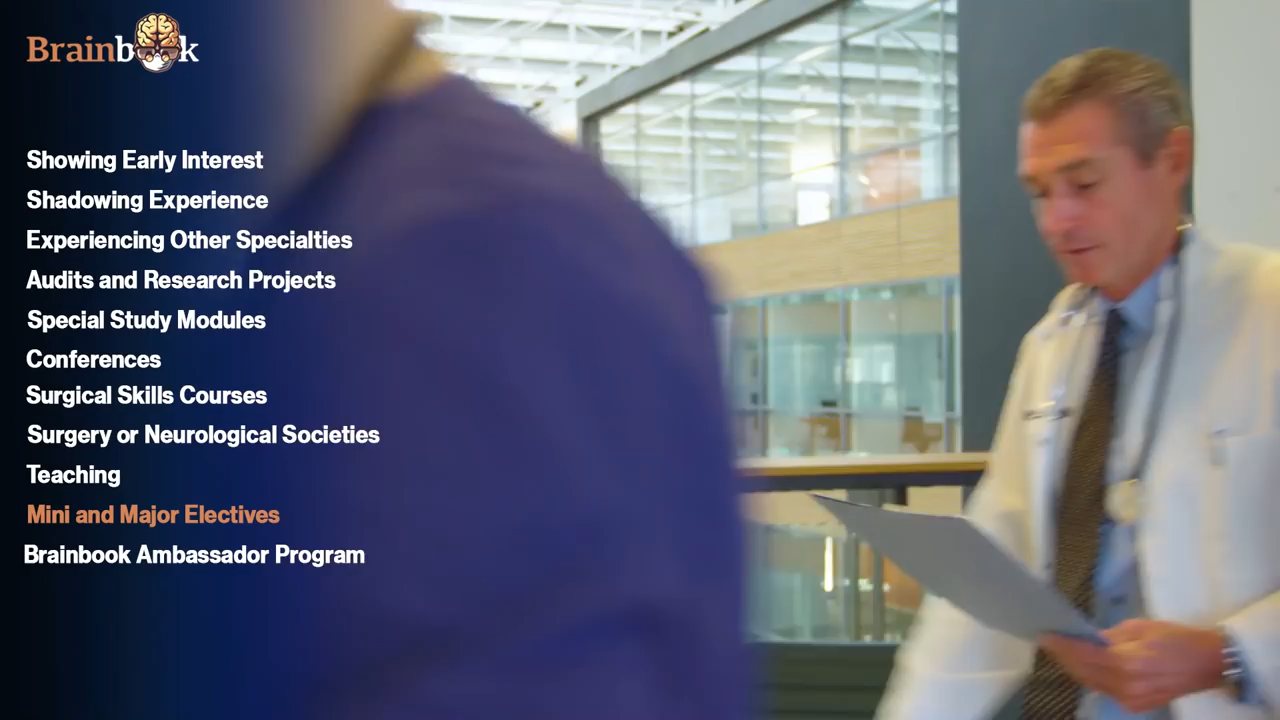 Brainbook
Showing Early Interest
Shadowing Experience
Experiencing Other Specialties
Audits and Research Projects
Special Study Modules
Conferences
Surgical Skills Courses
Surgery or Neurological Societies
Teaching
Mini and Major Electives
Brainbook Ambassador Program